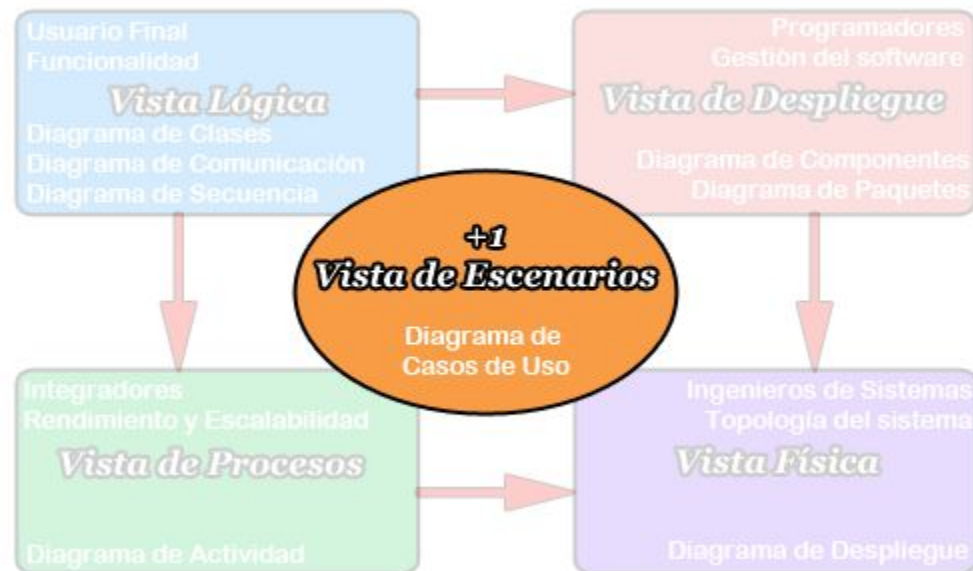 Usuario Final
Funcionalidad
Vista Lógica
Diagrama de Clases
Diagrama de Comunicación
Diagrama de Secuencia
Programadores
Gestión del software
Vista de Despliegue
Diagrama de Componentes
Diagrama de Paquetes
+1
Vista de Escenarios
Diagrama de
Casos de Uso
Integradores
Rendimiento y Escalabilidad
Vista de Procesos
Diagrama de Actividad
Ingenieros de Sistemas
Topología del sistema
Vista Física
Diagrama de Despliegue